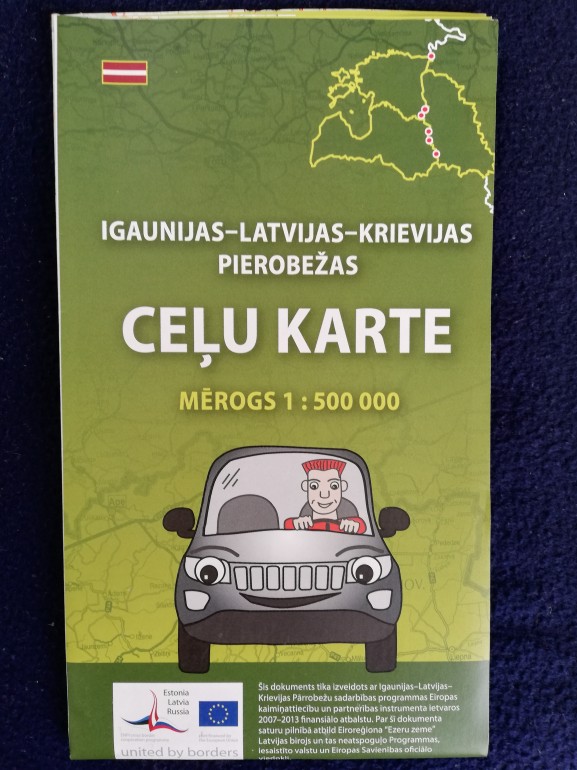 IGAUNIJAS–LATVIJAS–KRIEVIJAS
PIEROBEŽAS
CEĻU KARTE
MĒROGS 1 : 500 000
Estonia
Latvia
Russia
united by borders
Šis dokuments tika izveidots ar Igaunijas–Latvijas–
Krievijas Pārrobežu sadarbības programmas Eiropas
kaimiņattiecību un partnerības instrumenta ietvaros
2007–2013 finansiālo atbalstu. Par šī dokumenta
saturu pilnībā atbild Eiroreģiona "Ezeru zeme"
Latvijas birojs un tas neatspoguļo Programmas,
Iesaistīto valstu un Eiropas Savienības oficiālo